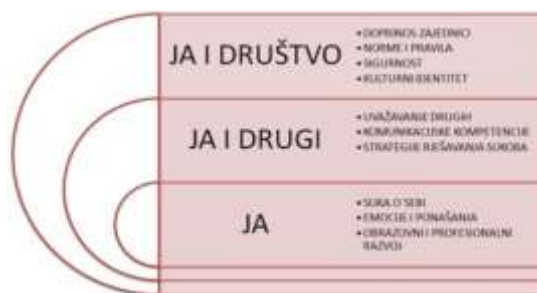 JA I DRUŠTVO
• DOPRINOS ZAJEDNICI
• NORME I PRAVILA
• SIGURNOST
• KULTURNI IDENTITET
JA I DRUGI
• UVAŽAVANJE DRUGIH
• KOMUNIKACIJSKE KOMPETENCIJE
• STRATEGIJE RJEŠAVANJA SUKOBA
JA
• SLIKA O SEBI
• EMOCIJE I PONAŠANJA
• OBRAZOVNI I PROFESIONALNI
RAZVOJ